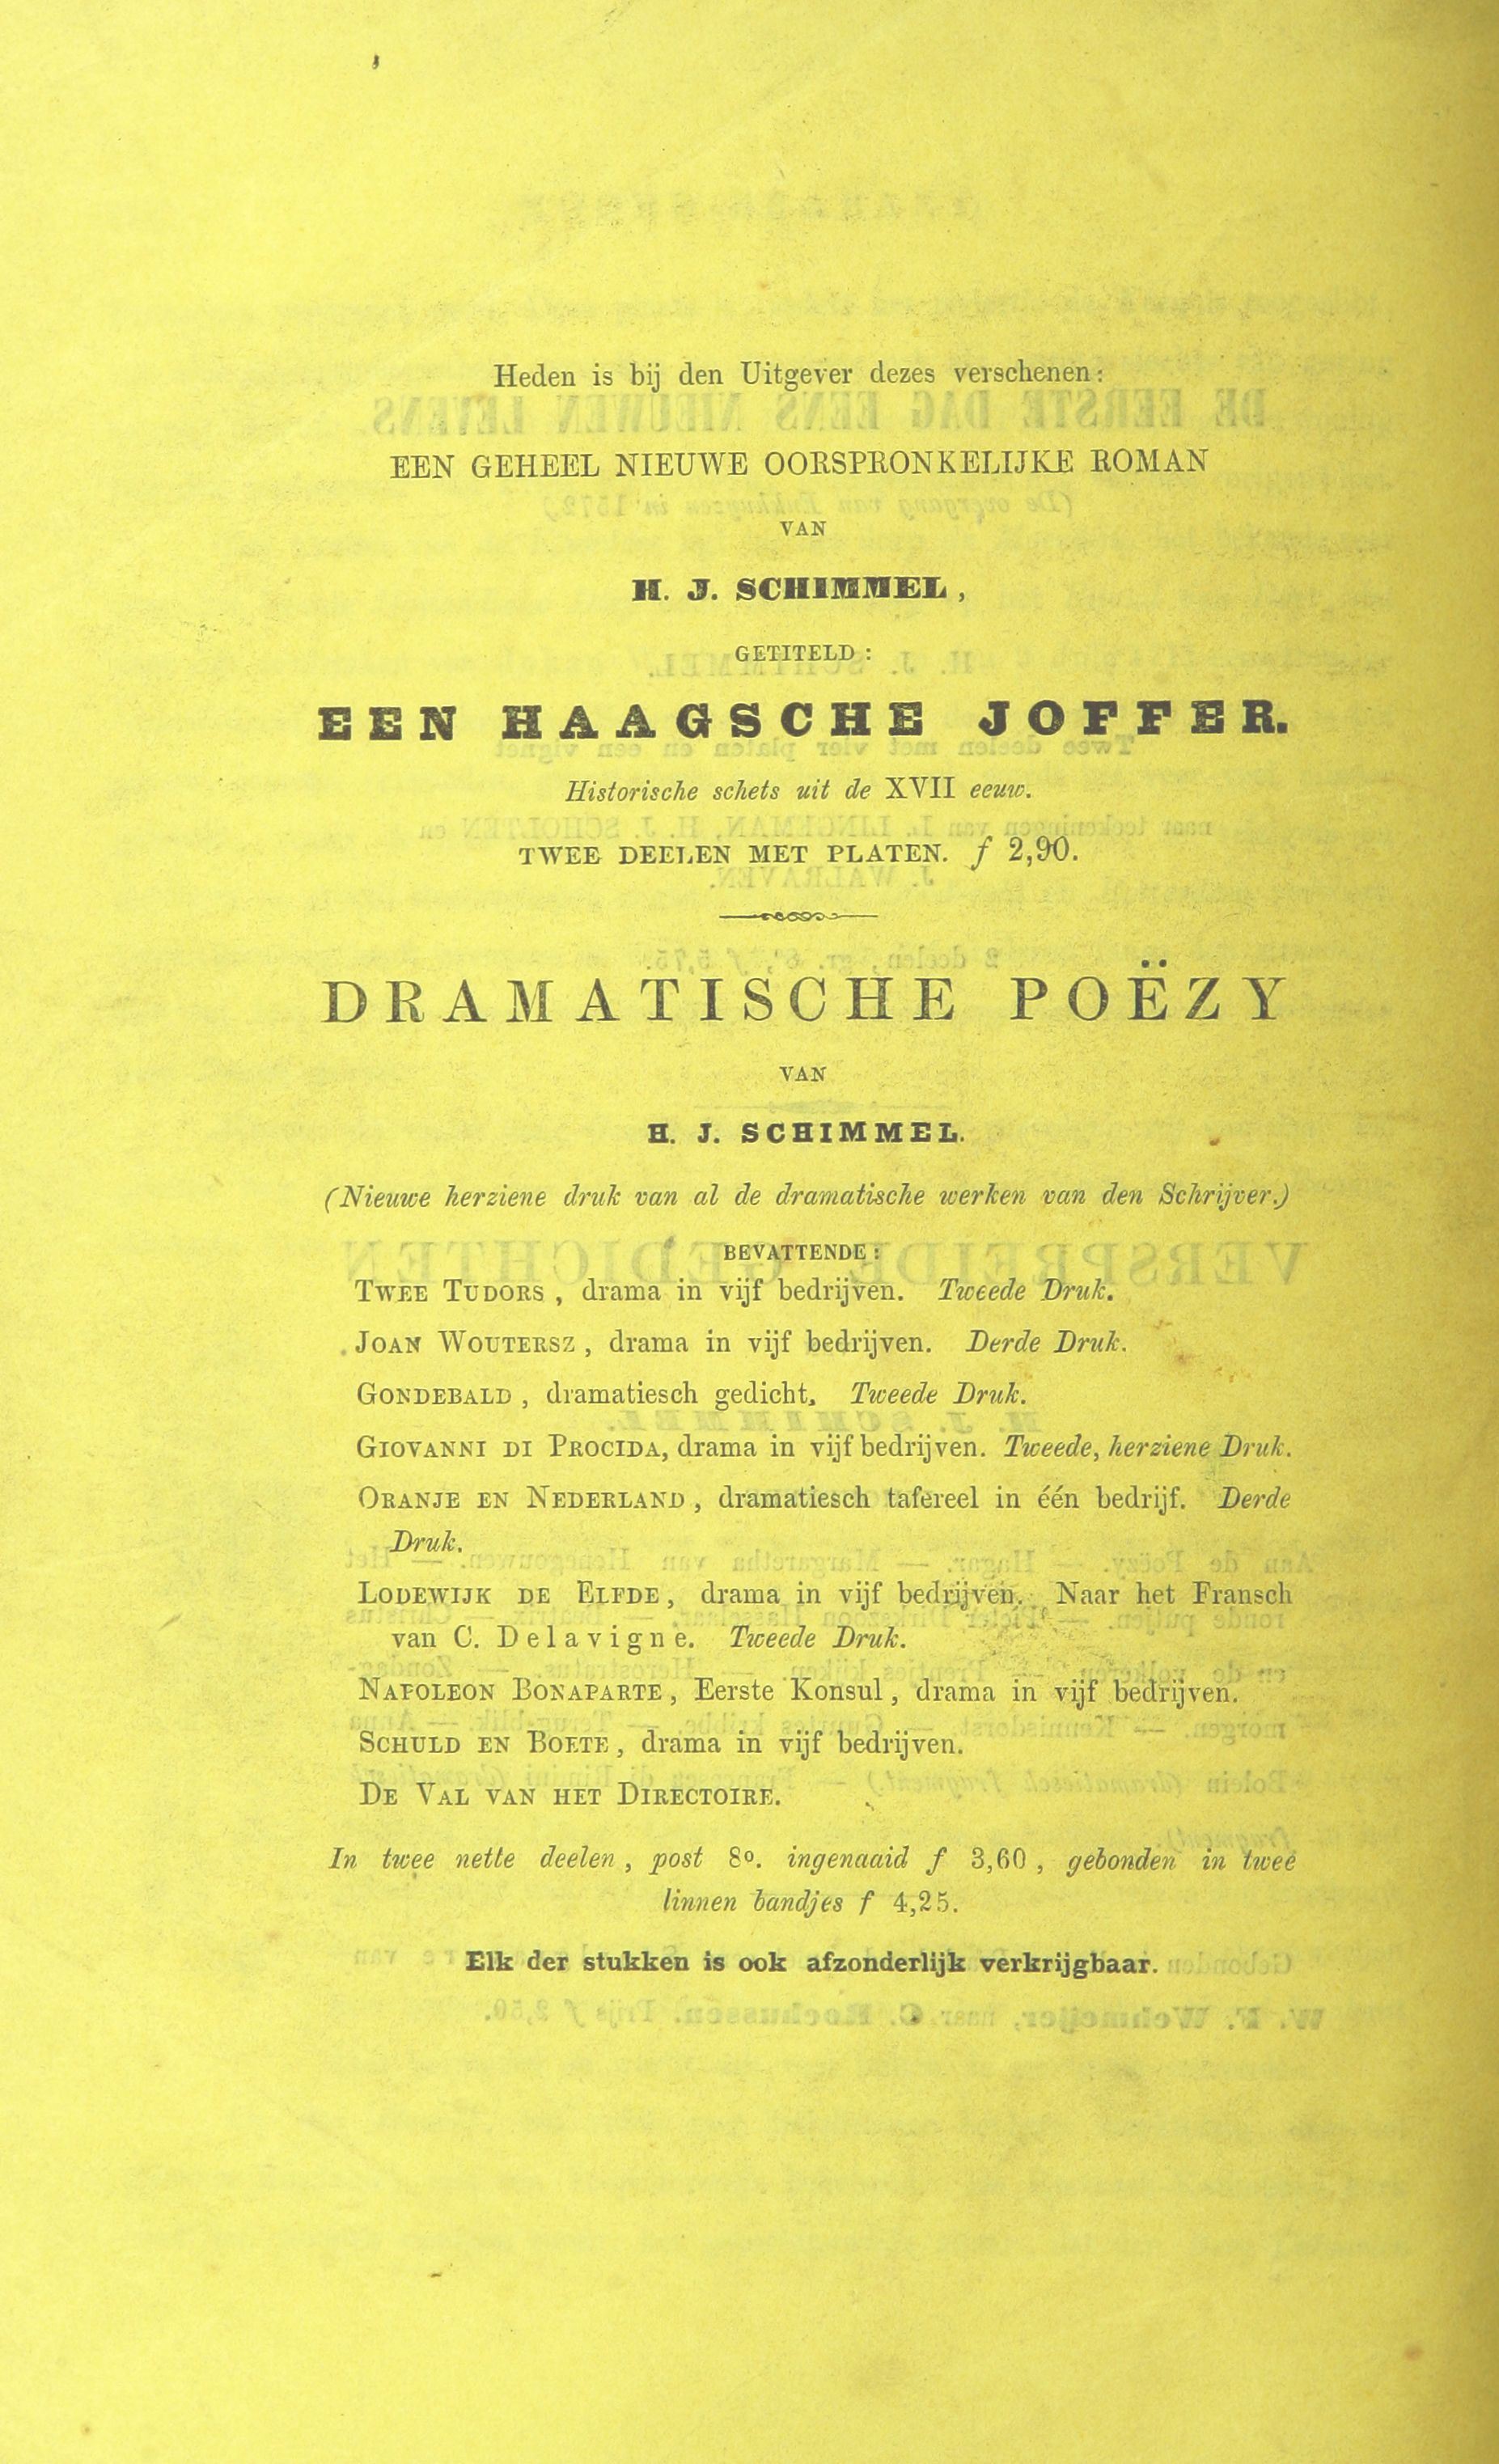 Heden is bij den Uitgever dezes verschenen:
EEN GEHEEL NIEUWE OORSPRONKELIJKE ROMAN
VAN
H. J. SCHIMMEL,
GETITELD:
EEN HAAGSCHE JOFFER.
Historische schets uit de XVII eeuw.
TWEE DEELEN MET PLATEN. f 2,90.
DRAMATISCHE POËZY
VAN
H. J. SCHIMMEL.
(Nieuwe herziene druk van al de dramatische werken van den Schrijver.)
BEVATTENDE:
TWEE TUDORS, drama in vijf bedrijven. Tweede Druk.
JOAN WOUTERSZ, drama in vijf bedrijven. Derde Druk.
GONDEBALD, dramatiesch gedicht. Tweede Druk.
GIOVANNI DI PROCIDA, drama in vijf bedrijven. Tweede, herziene Druk.
ORANJE EN NEDERLAND, dramatiesch tafereel in één bedrijf. Derde
Druk.
LODEWIJK DE ELFDE, drama in vijf bedrijven. Naar het Fransch
van C. Delavigne. Tweede Druk.
NAPOLEON BONAPARTE, Eerste Konsul, drama in vijf bedrijven.
SCHULD EN BOETE, drama in vijf bedrijven.
DE VAL VAN HET DIRECTOIRE.
In twee nette deelen, post 8o. ingenaaid f 3,60, gebonden in twee
linnen bandjes f 4,25.
Elk der stukken is ook afzonderlijk verkrijgbaar.